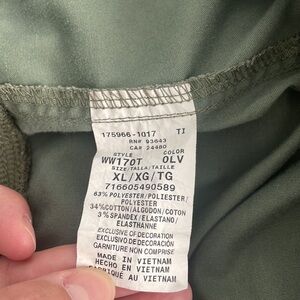 175966-1017 TI
RN# 93643
CA# 24480
STYLE COLOR
WW170T OLV
SIZE/TALLA/TAILLE
XL/XG/TG
716605490589
63% POLYESTER/POLIESTER/
POLYESTER
34% COTTON/ALGODON/COTON
3% SPANDEX/ELASTANO/
ELASTHANNE
EXCLUSIVE OF DECORATION
EXCLUSIVO DE DECORACIÓN
GARNITURE NON COMPRISE
MADE IN VIETNAM
HECHO EN VIETNAM
FABRIQUÉ AU VIETNAM